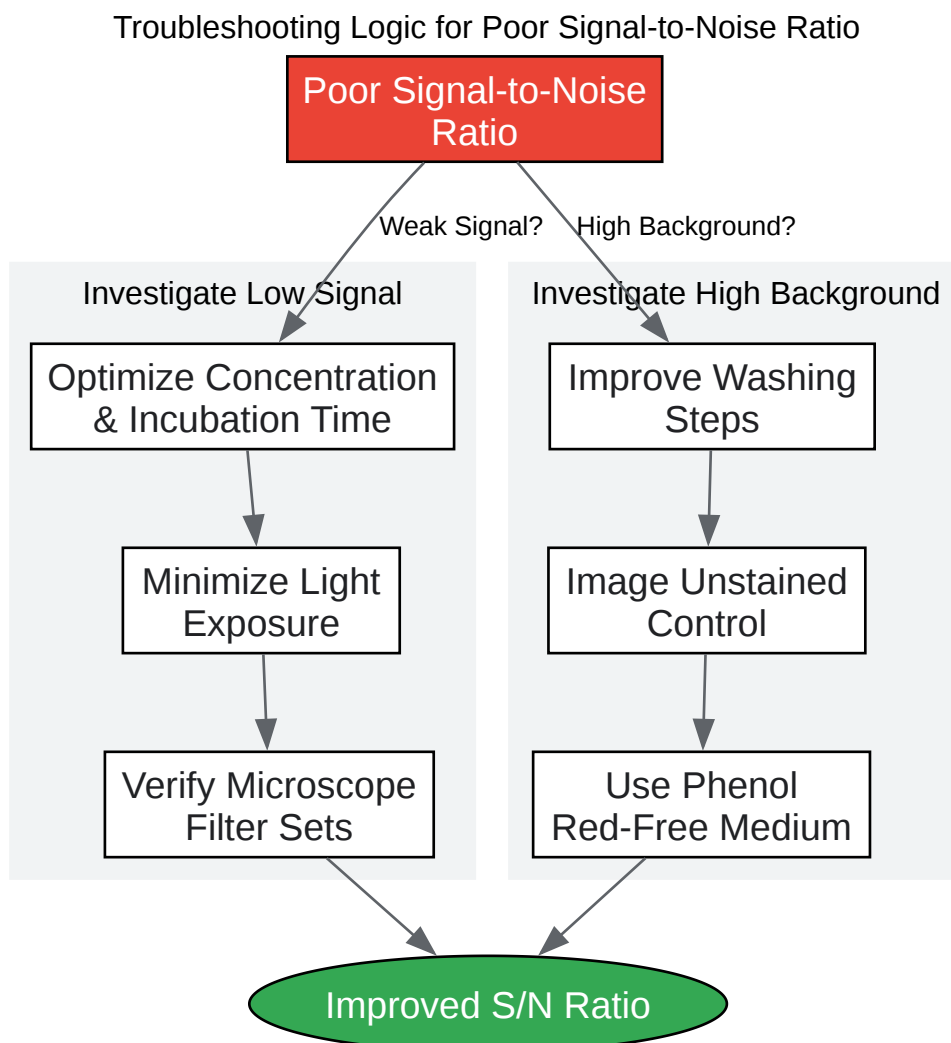 Troubleshooting Logic for Poor Signal-to-Noise Ratio
Poor Signal-to-Noise
Ratio
Weak Signal?
High Background?
Investigate Low Signal
Optimize Concentration
& Incubation Time
Minimize Light
Exposure
Verify Microscope
Filter Sets
Investigate High Background
Improve Washing
Steps
Image Unstained
Control
Use Phenol
Red-Free Medium
Improved S/N Ratio